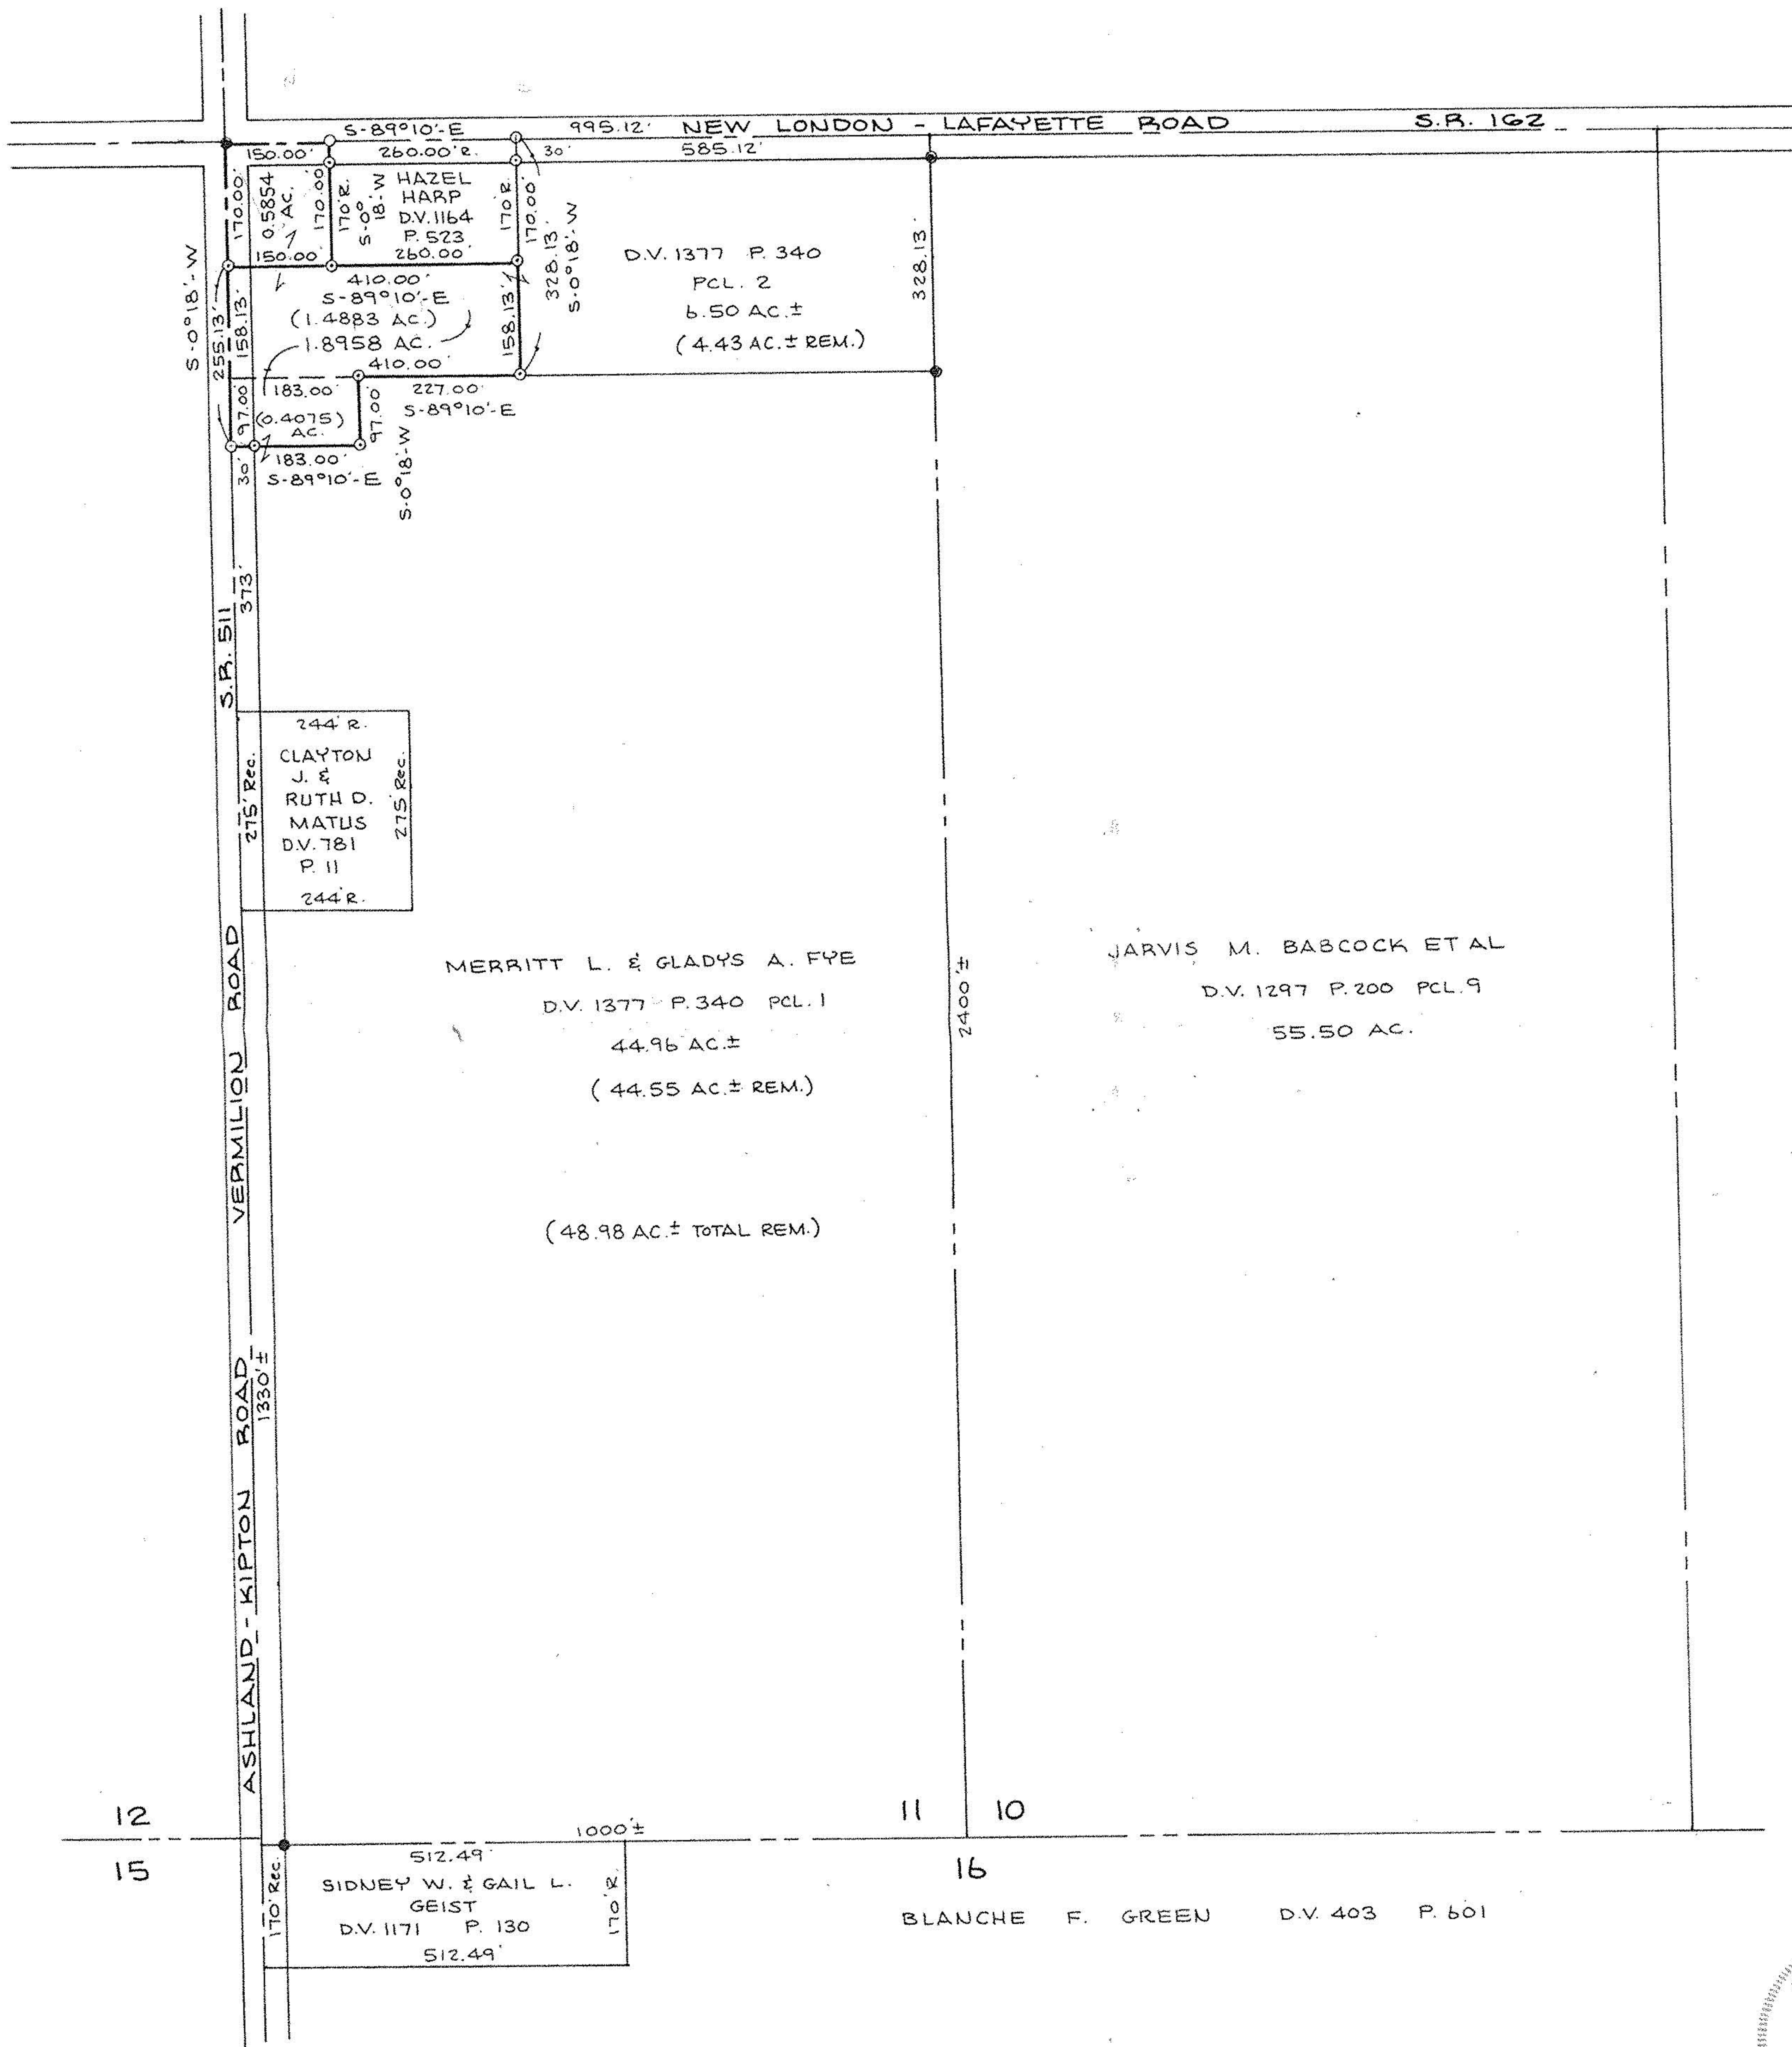 S-89°10'-E
995.12' NEW LONDON - LAFAYETTE ROAD S.R. 162
150.00'
260.00'R.
30'
585.12'
170.00'
0.5854
AC.
170.00'
170'R.
S-0°
18'-W
HAZEL
HARP
D.V. 1164
P. 523
170'R
170.00'
328.13'
S-0°18'-W
150.00'
260.00'
D.V. 1377 P. 340
PCL. 2
6.50 AC.±
(4.43 AC.± REM.)
328.13'
S-0°18'-W
255.13'
158.13'
410.00'
S-89°10'-E
(1.4883 AC.)
1.8958 AC.
410.00'
158.13'
97.00'
183.00'
(0.4075)
AC.
227.00'
S-89°10'-E
97.00'
S-0°18'-W
30'
183.00'
S-89°10'-E
373'
S.R. 511
244'R.
275' Rec.
CLAYTON
J. &
RUTH D.
MATUS
D.V. 781
P. 11
275' Rec.
244'R.
MERRITT L. & GLADYS A. FYE
D.V. 1377 P. 340 PCL. 1
44.96 AC.±
(44.55 AC.± REM.)
(48.98 AC.± TOTAL REM.)
2400'±
JARVIS M. BABCOCK ET AL
D.V. 1297 P. 200 PCL. 9
55.50 AC.
VERMILION ROAD
1330'±
ASHLAND - KIPTON ROAD
12
11
10
1000'±
15
16
512.49'
170' Rec.
SIDNEY W. & GAIL L.
GEIST
D.V. 1171 P. 130
170'R.
512.49'
BLANCHE F. GREEN D.V. 403 P. 601